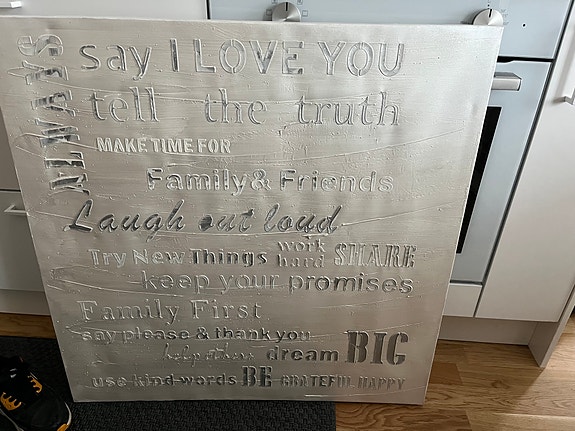 ALWAYS
say I LOVE YOU
tell the truth
MAKE TIME FOR
Family & Friends
Laugh out loud
Try New Things work hard SHARE
keep your promises
Family First
say please & thank you
help others dream BIG
use kind words BE GRATEFUL HAPPY